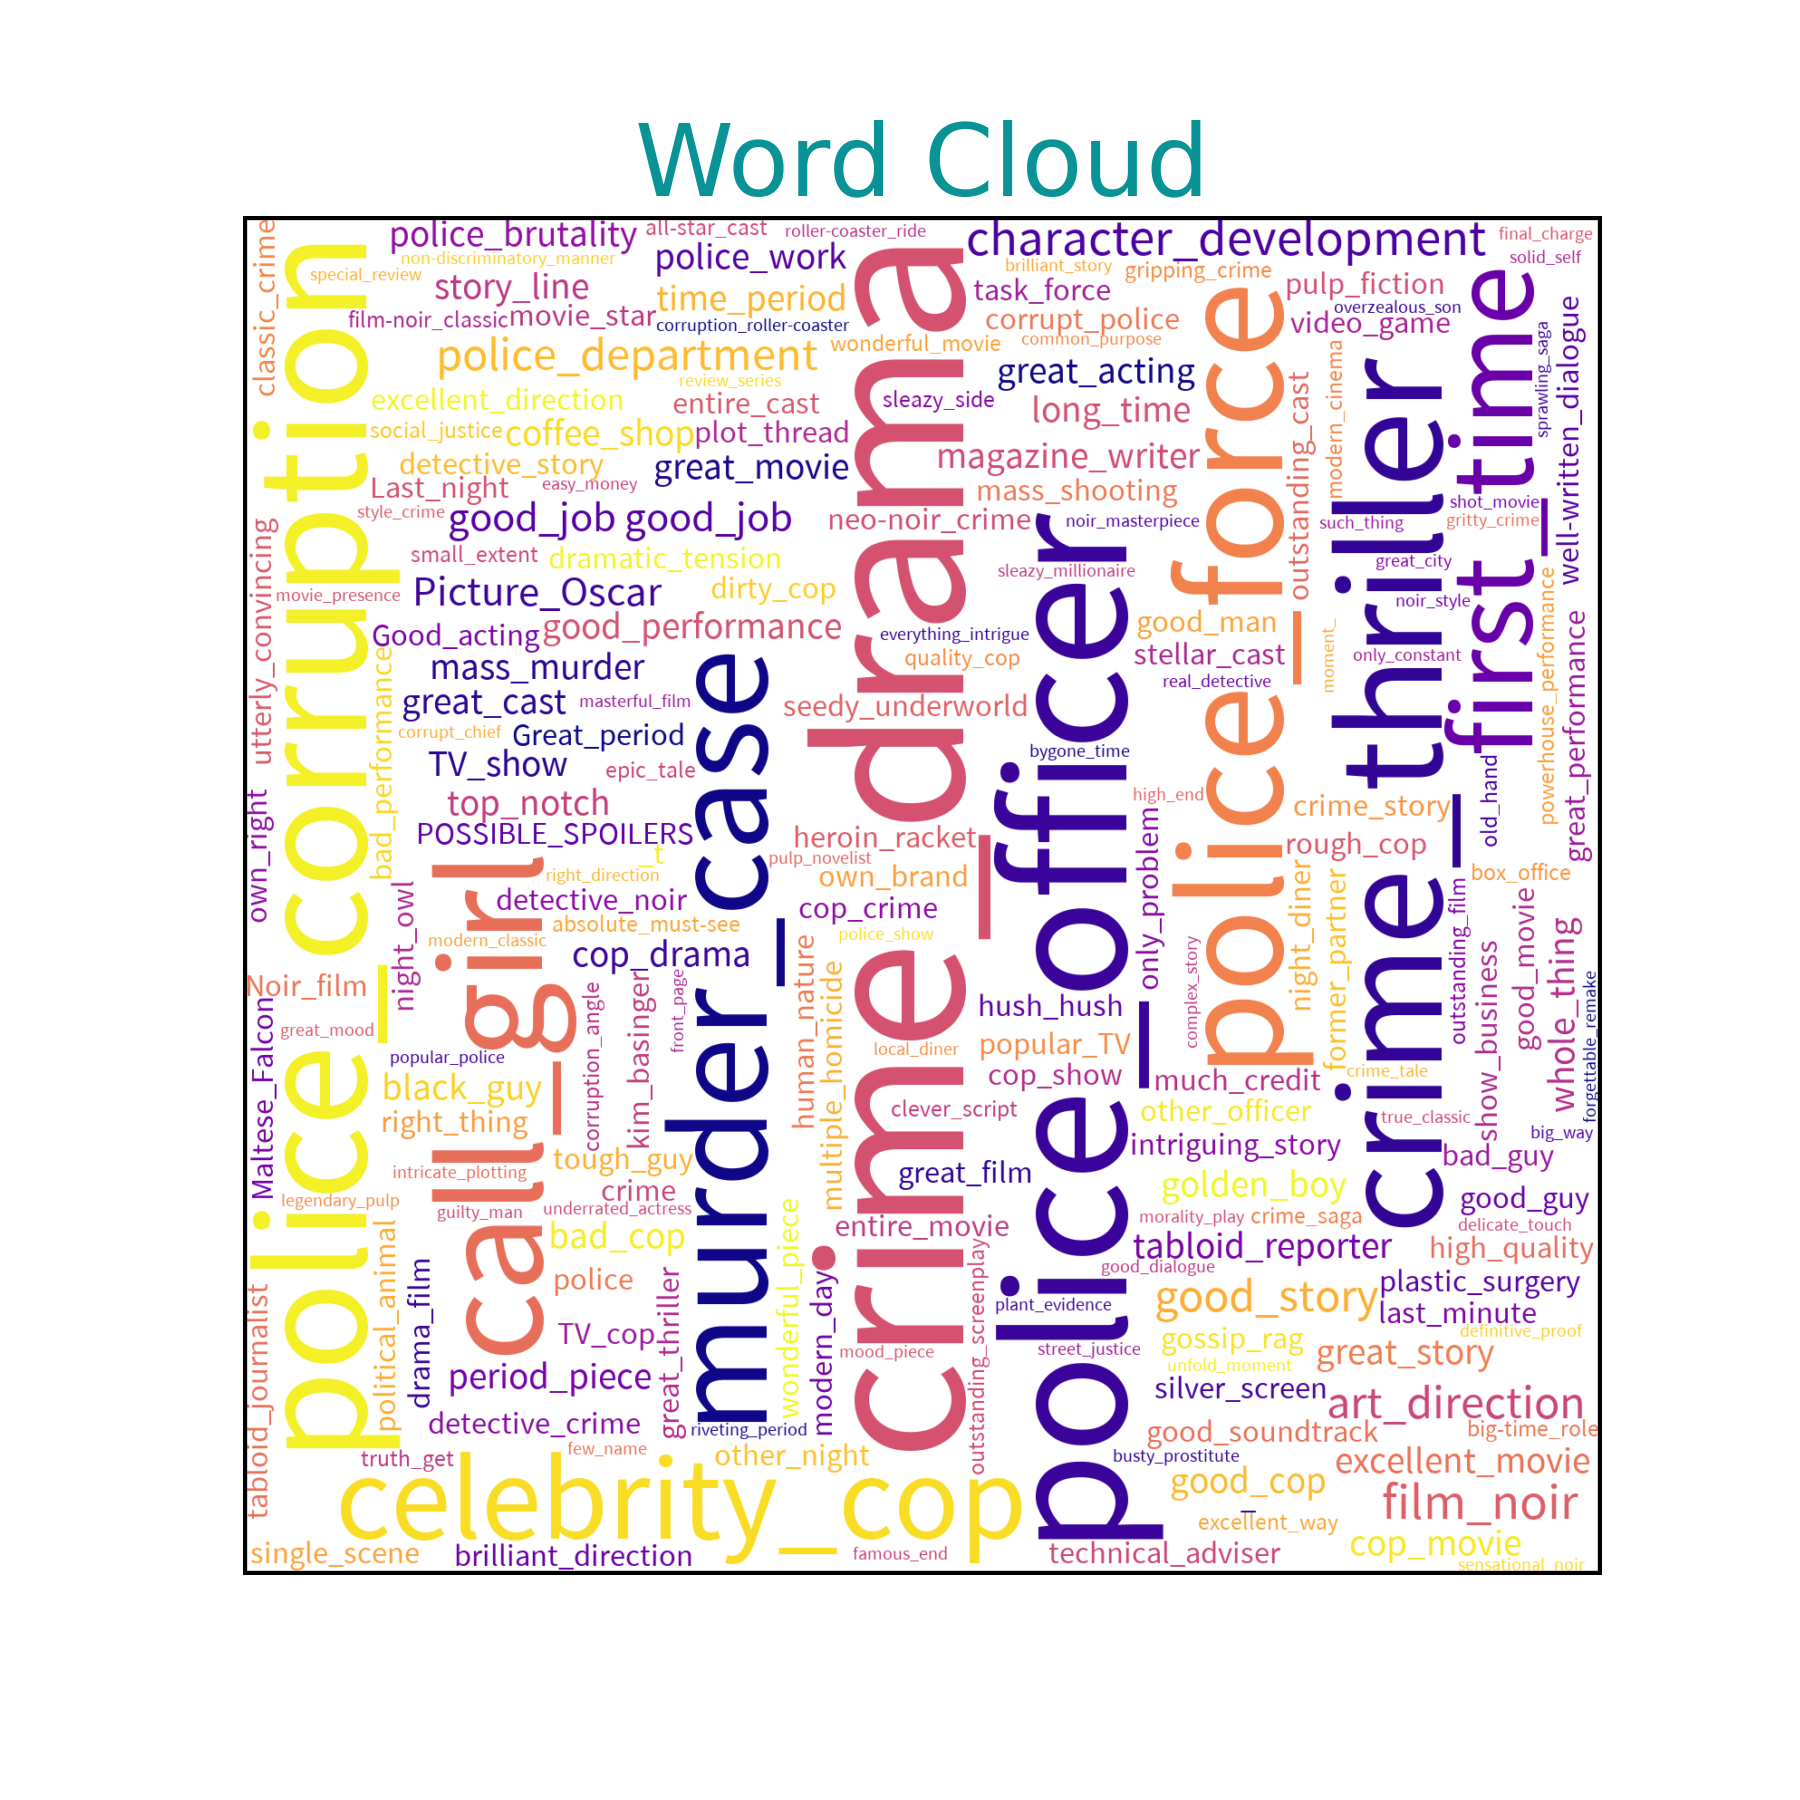 Word Cloud
classic_crime
police_brutality
all-star_cast
roller-coaster_ride
character_development
final_charge
non-discriminatory_manner
police_work
brilliant_story
gripping_crime
solid_self
special_review
story_line
time_period
task_force
pulp_fiction
film-noir_classic
movie_star
corruption_roller-coaster
corrupt_police
overzealous_son
video_game
police_department
wonderful_movie
common_purpose
review_series
great_acting
excellent_direction
entire_cast
sleazy_side
long_time
social_justice
coffee_shop
plot_thread
detective_story
great_movie
magazine_writer
Last_night
easy_money
mass_shooting
style_crime
good_job
good_job
neo-noir_crime
noir_masterpiece
such_thing
shot_movie
gritty_crime
small_extent
dramatic_tension
sleazy_millionaire
great_city
movie_presence
Picture_Oscar
dirty_cop
noir_style
Good_acting
good_performance
everything_intrigue
good_man
mass_murder
quality_cop
stellar_cast
only_constant
great_cast
masterful_film
seedy_underworld
real_detective
corrupt_chief
Great_period
bygone_time
TV_show
epic_tale
top_notch
high_end
crime_story
POSSIBLE_SPOILERS
heroin_racket
rough_cop
_t
pulp_novelist
right_direction
own_brand
box_office
detective_noir
cop_crime
absolute_must-see
police_show
modern_classic
cop_drama
Noir_film
hush_hush
great_mood
popular_police
local_diner
popular_TV
black_guy
cop_show
much_credit
crime_tale
right_thing
clever_script
other_officer
true_classic
intriguing_story
big_way
intricate_plotting
tough_guy
great_film
bad_guy
legendary_pulp
crime
golden_boy
good_guy
guilty_man
underrated_actress
entire_movie
morality_play
crime_saga
delicate_touch
bad_cop
tabloid_reporter
high_quality
police
good_dialogue
plastic_surgery
plant_evidence
good_story
last_minute
TV_cop
mood_piece
street_justice
gossip_rag
definitive_proof
period_piece
unfold_moment
great_story
silver_screen
art_direction
detective_crime
riveting_period
good_soundtrack
big-time_role
truth_get
few_name
other_night
busty_prostitute
excellent_movie
celebrity_cop
good_cop
film_noir
_
excellent_way
single_scene
brilliant_direction
famous_end
technical_adviser
cop_movie
sensational_noir
police_corruption
utterly_convincing
own_right
Maltese_Falcon
tabloid_journalist
bad_performance
night_owl
political_animal
drama_film
call_girl
corruption_angle
kim_basinger
front_page
great_thriller
murder_case
wonderful_piece
human_nature
multiple_homicide
modern_day
crime_drama
outstanding_screenplay
police_officer
only_problem
complex_story
police_force
outstanding_cast
night_diner
modern_cinema
moment_
former_partner
crime_thriller
first_time
sprawling_saga
well-written_dialogue
powerhouse_performance
great_performance
old_hand
outstanding_film
show_business
good_movie
whole_thing
forgettable_remake